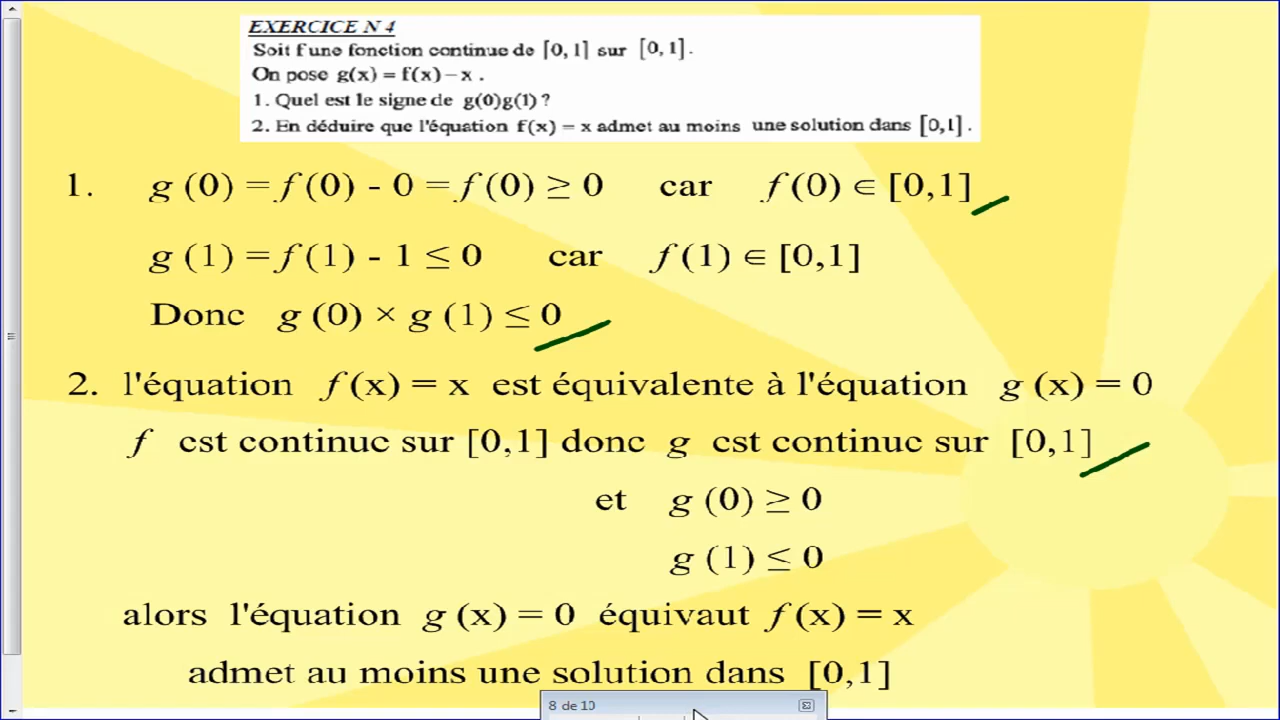 EXERCICE N 4
Soit f une fonction continue de [0, 1] sur [0, 1].
On pose g(x) = f(x) – x .
1. Quel est le signe de g(0)g(1) ?
2. En déduire que l'équation f(x) = x admet au moins une solution dans [0,1] .
1. g (0) = f (0) - 0 = f (0) ≥ 0 car f (0) ∈ [0,1]
g (1) = f (1) - 1 ≤ 0 car f (1) ∈ [0,1]
Donc g (0) × g (1) ≤ 0
2. l'équation f (x) = x est équivalente à l'équation g (x) = 0
f est continue sur [0,1] donc g est continue sur [0,1]
et g (0) ≥ 0
g (1) ≤ 0
alors l'équation g (x) = 0 équivaut f (x) = x
admet au moins une solution dans [0,1]
8 de 10